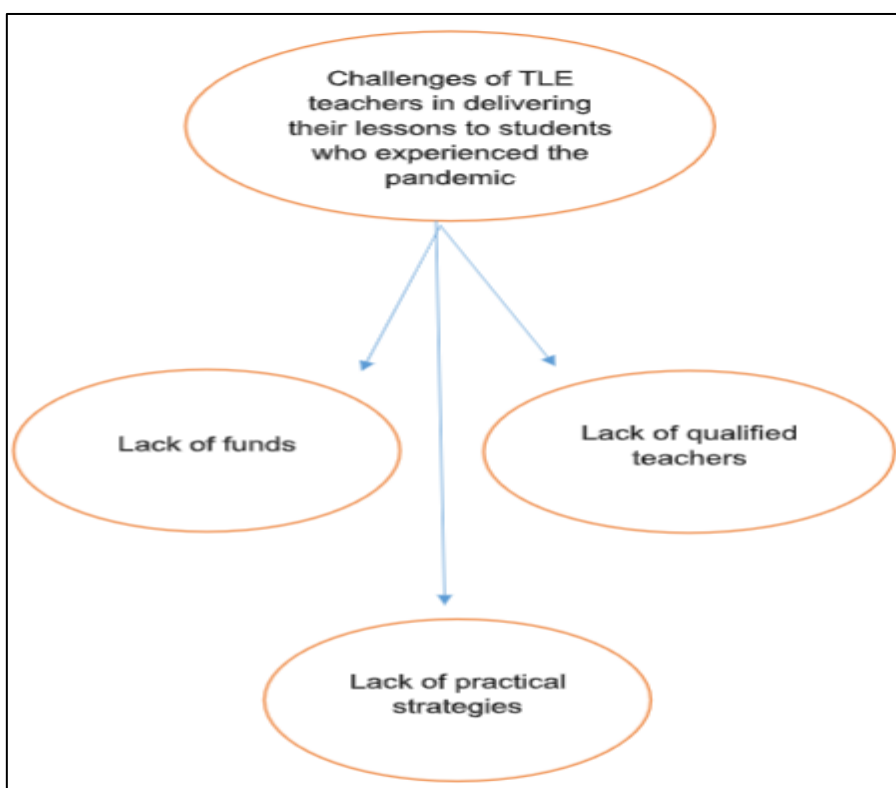 Challenges of TLE
teachers in delivering
their lessons to students
who experienced the
pandemic
Lack of funds
Lack of qualified
teachers
Lack of practical
strategies